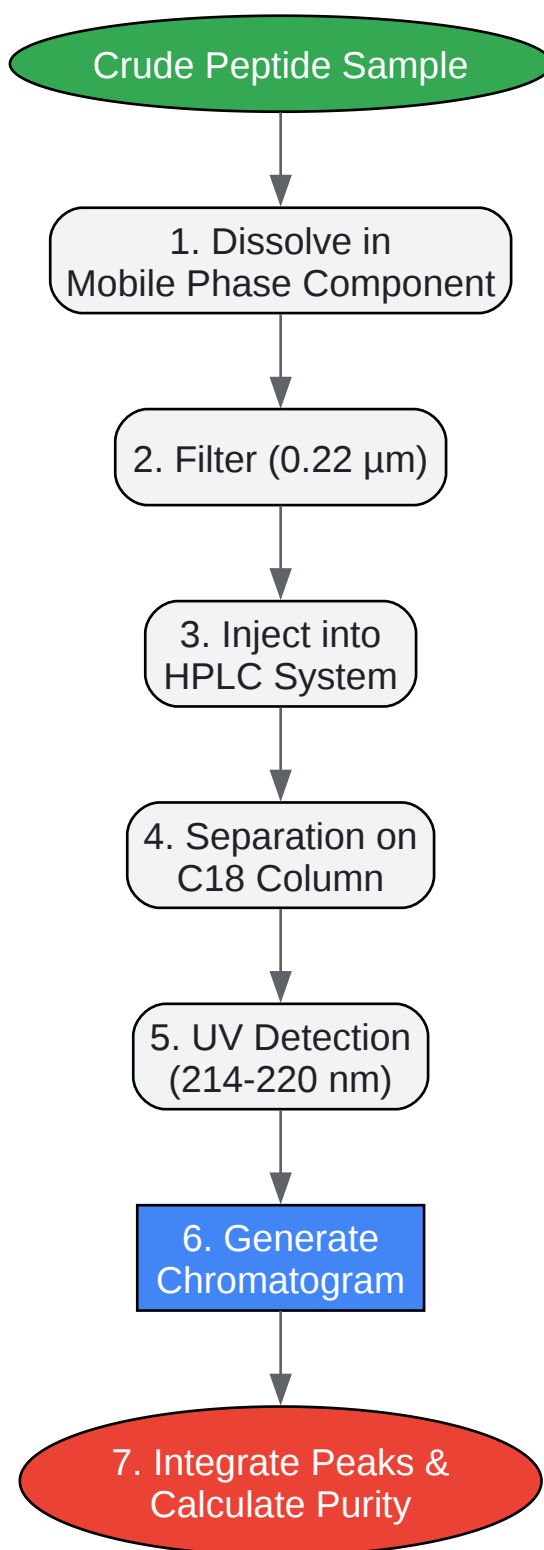 Crude Peptide Sample
1. Dissolve in
Mobile Phase Component
2. Filter (0.22 µm)
3. Inject into
HPLC System
4. Separation on
C18 Column
5. UV Detection
(214-220 nm)
6. Generate
Chromatogram
7. Integrate Peaks &
Calculate Purity